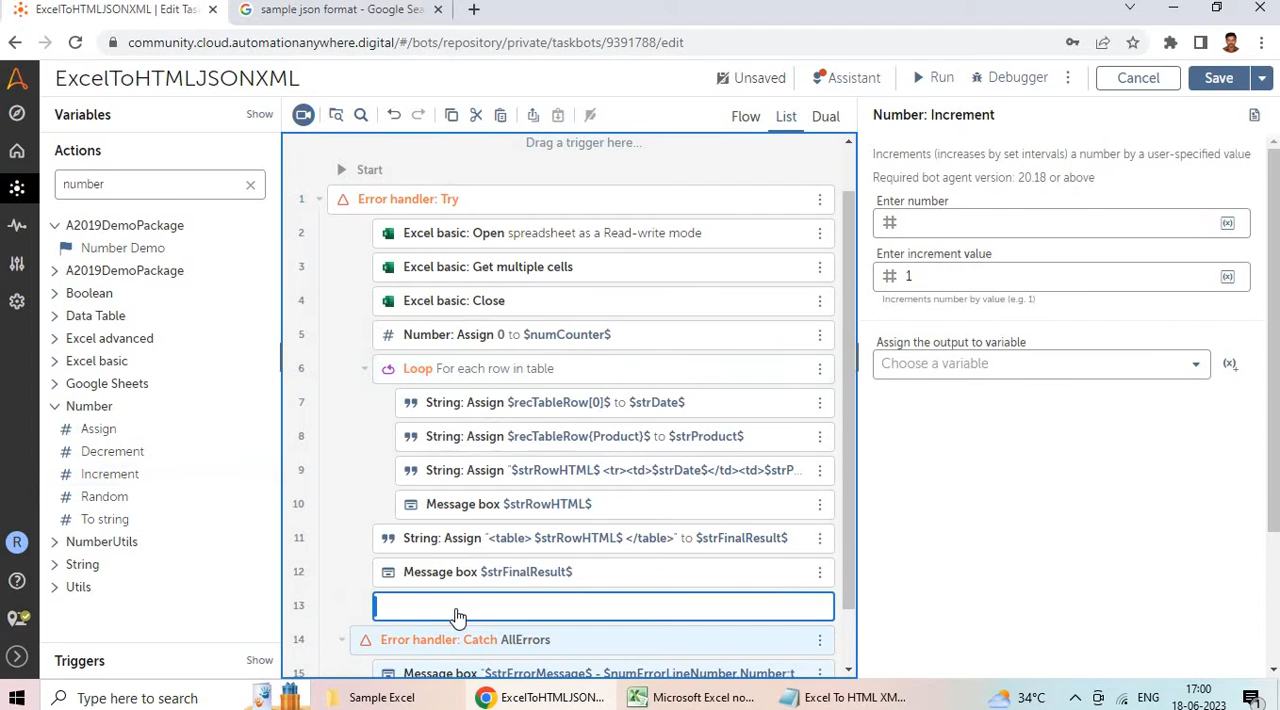 ExcelToHTMLJSONXML | Edit Tas
sample json format - Google Sea
community.cloud.automationanywhere.digital/#/bots/repository/private/taskbots/9391788/edit
ExcelToHTMLJSONXML
Unsaved
Assistant
Run
Debugger
Cancel
Save
Variables
Show
Flow
List
Dual
Number: Increment
Actions
number
A2019DemoPackage
Number Demo
A2019DemoPackage
Boolean
Data Table
Excel advanced
Excel basic
Google Sheets
Number
Assign
Decrement
Increment
Random
To string
NumberUtils
String
Utils
Triggers
Show
Drag a trigger here...
Start
1 Error handler: Try
2 Excel basic: Open spreadsheet as a Read-write mode
3 Excel basic: Get multiple cells
4 Excel basic: Close
5 # Number: Assign 0 to $numCounter$
6 Loop For each row in table
7 String: Assign $recTableRow[0]$ to $strDate$
8 String: Assign $recTableRow{Product}$ to $strProduct$
9 String: Assign "$strRowHTML$ <tr><td>$strDate$</td><td>$strP...
10 Message box $strRowHTML$
11 String: Assign "<table> $strRowHTML$ </table>" to $strFinalResult$
12 Message box $strFinalResult$
13
14 Error handler: Catch AllErrors
15 Message box "$strErrorMessage$ - $numErrorLineNumber.Number:t
Increments (increases by set intervals) a number by a user-specified value
Required bot agent version: 20.18 or above
Enter number
#
(x)
Enter increment value
# 1
(x)
Increments number by value (e.g. 1)
Assign the output to variable
Choose a variable
(x)+
R
Type here to search
Sample Excel
ExcelToHTMLJSON...
Microsoft Exce...
Excel To HTML XM...
34°C
ENG
17:00
18-06-2023
1